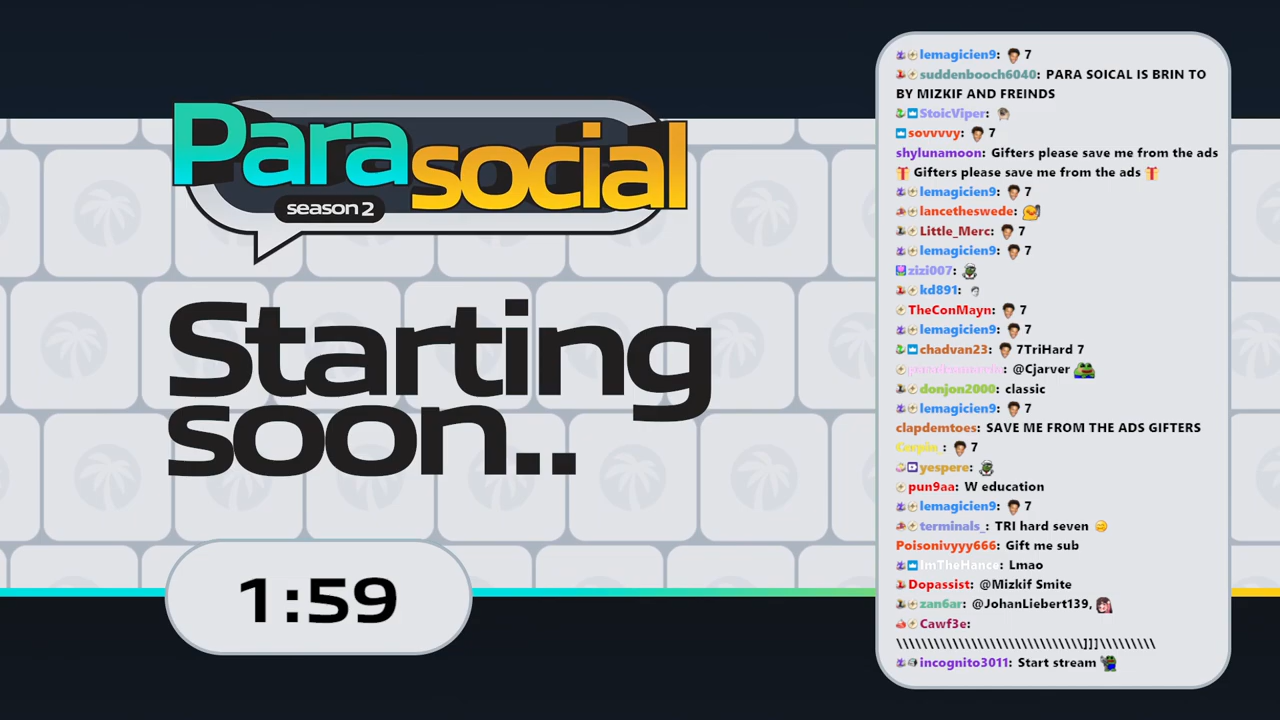 Para
social
season 2
Starting
soon..
1:59
lemagicien9: 7
suddenbooch6040: PARA SOICAL IS BRIN TO
BY MIZKIF AND FREINDS
StoicViper:
sovvvvy: 7
shylunamoon: Gifters please save me from the ads
Gifters please save me from the ads
lemagicien9: 7
lancetheswede:
Little_Merc: 7
lemagicien9: 7
zizi007:
kd891:
TheConMayn: 7
lemagicien9: 7
chadvan23: 7TriHard 7
@Cjarver
donjon2000: classic
lemagicien9: 7
clapdemtoes: SAVE ME FROM THE ADS GIFTERS
: 7
yespere:
pun9aa: W education
lemagicien9: 7
terminals_: TRI hard seven
Poisonivyyy666: Gift me sub
ImTheHance: Lmao
Dopassist: @Mizkif Smite
zan6ar: @JohanLiebert139,
Cawf3e:
\\\\\\\\\\\\\\\\\\\\\\\\\\\\\\\]]]\\\\\\\\\
incognito3011: Start stream